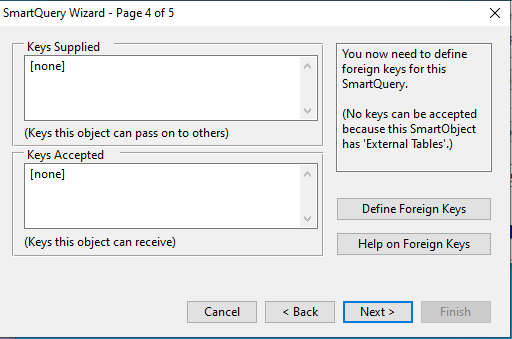 SmartQuery Wizard - Page 4 of 5
Keys Supplied
[none]
(Keys this object can pass on to others)
Keys Accepted
[none]
(Keys this object can receive)
You now need to define
foreign keys for this
SmartQuery.
(No keys can be accepted
because this SmartObject
has 'External Tables'.)
Define Foreign Keys
Help on Foreign Keys
Cancel
< Back
Next >
Finish